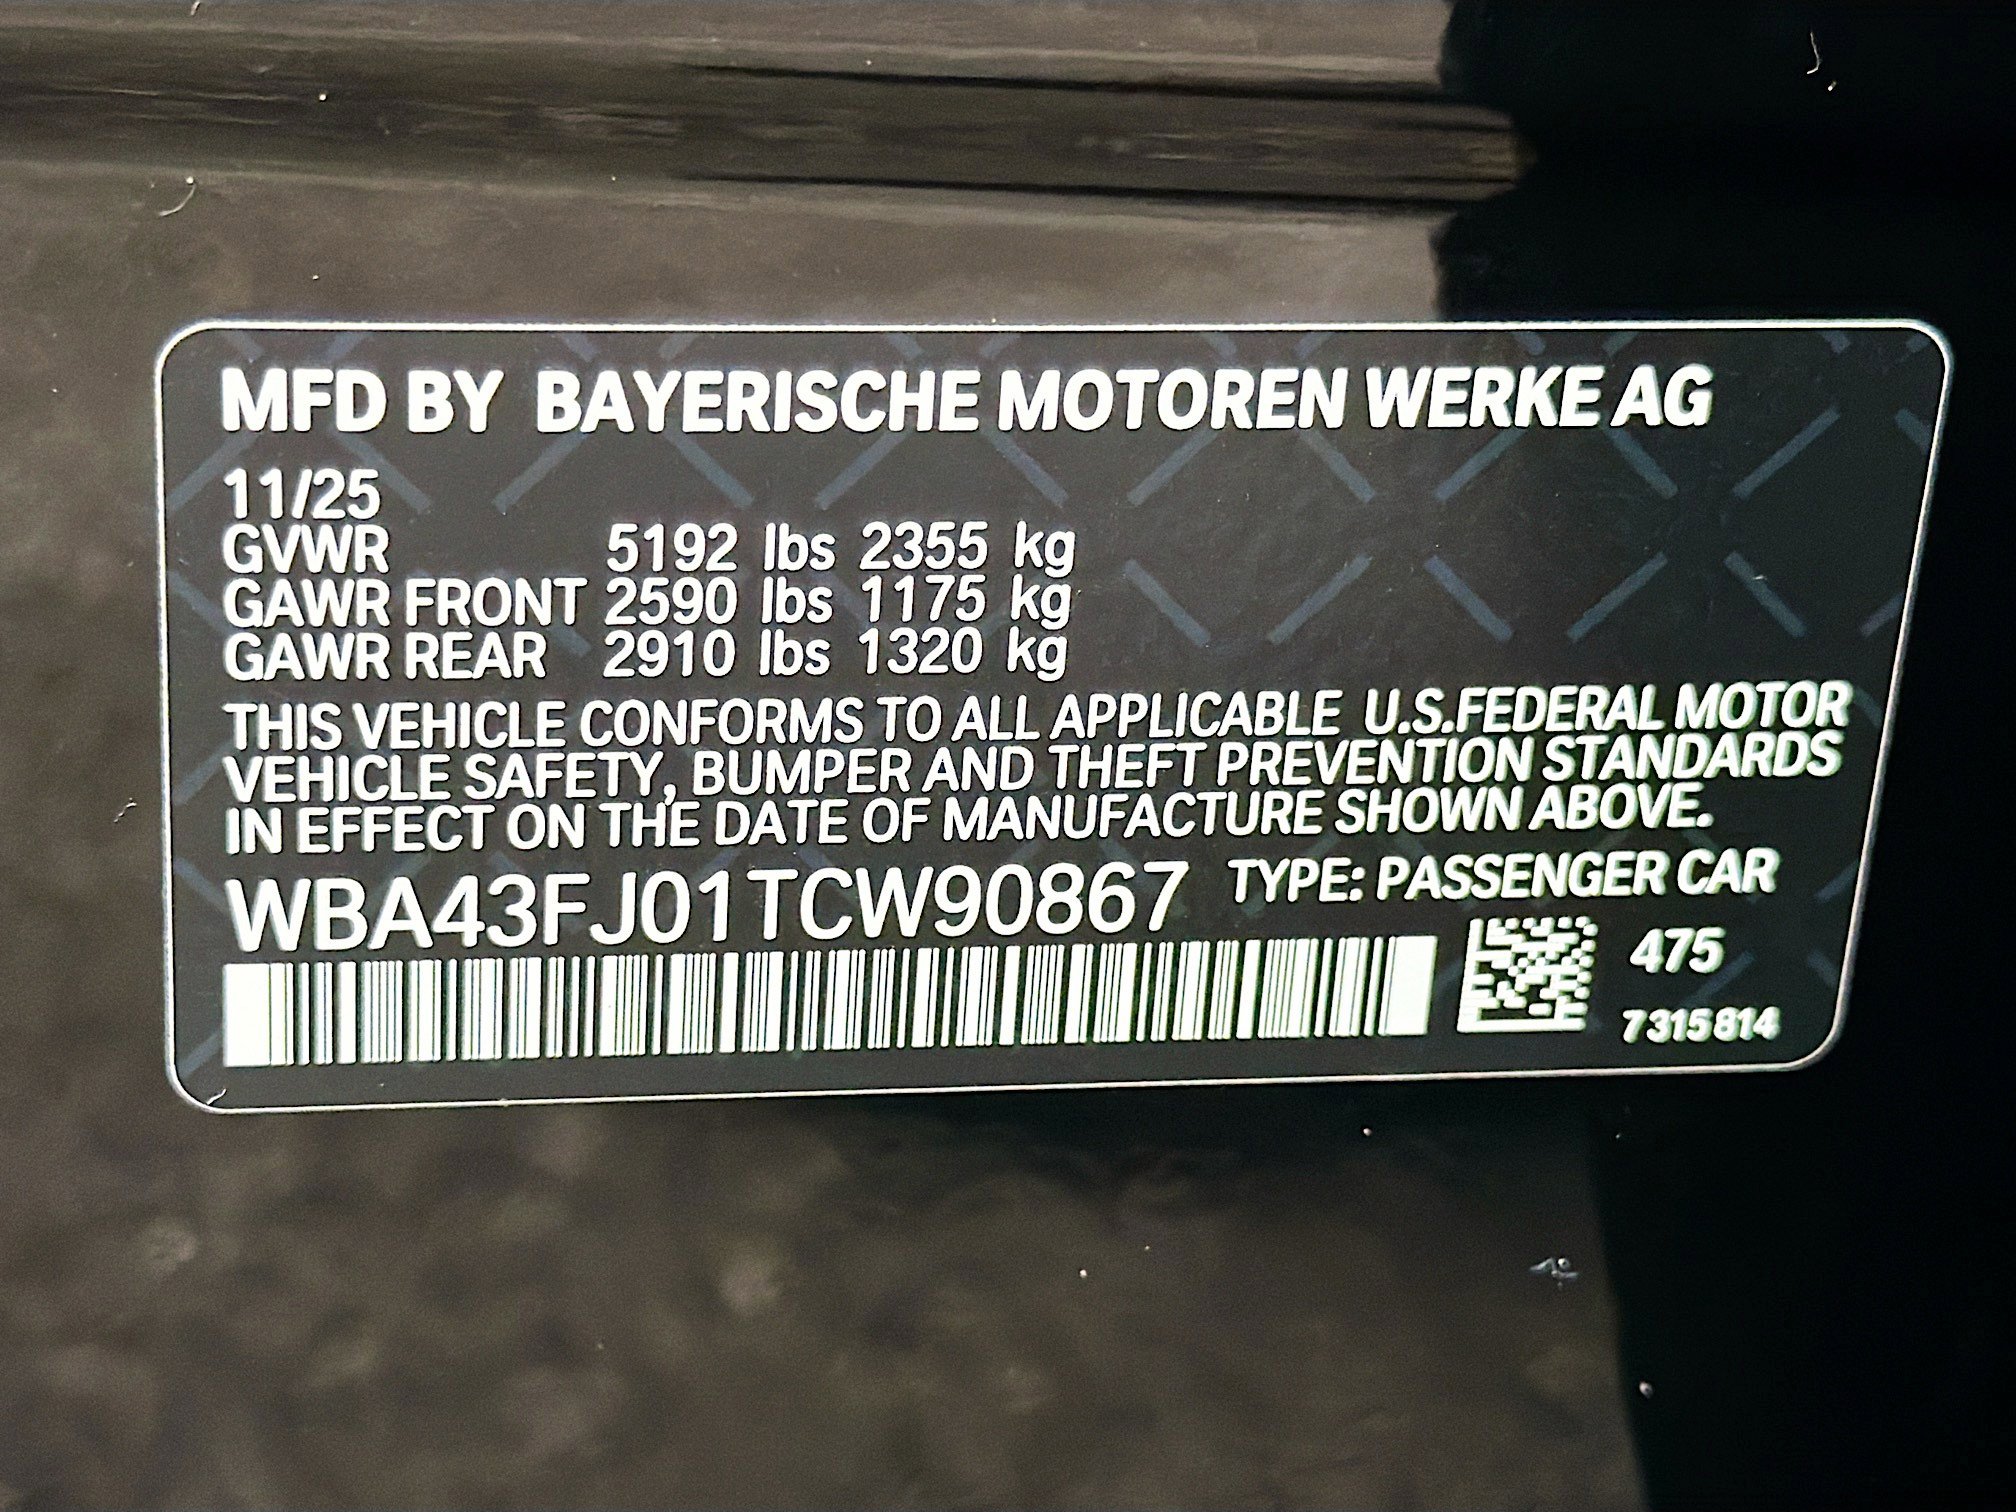 MFD BY BAYERISCHE MOTOREN WERKE AG
11/25
GVWR 5192 lbs 2355 kg
GAWR FRONT 2590 lbs 1175 kg
GAWR REAR 2910 lbs 1320 kg
THIS VEHICLE CONFORMS TO ALL APPLICABLE U.S.FEDERAL MOTOR
VEHICLE SAFETY, BUMPER AND THEFT PREVENTION STANDARDS
IN EFFECT ON THE DATE OF MANUFACTURE SHOWN ABOVE.
WBA43FJ01TCW90867 TYPE: PASSENGER CAR
475
7315814